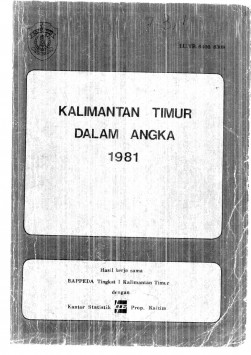 KALIMANTAN TIMUR
DALAM ANGKA
1981
Hasil kerja sama
BAPPEDA Tingkat I Kalimantan Timur
dengan
Kantor Statistik Prop. Kaltim